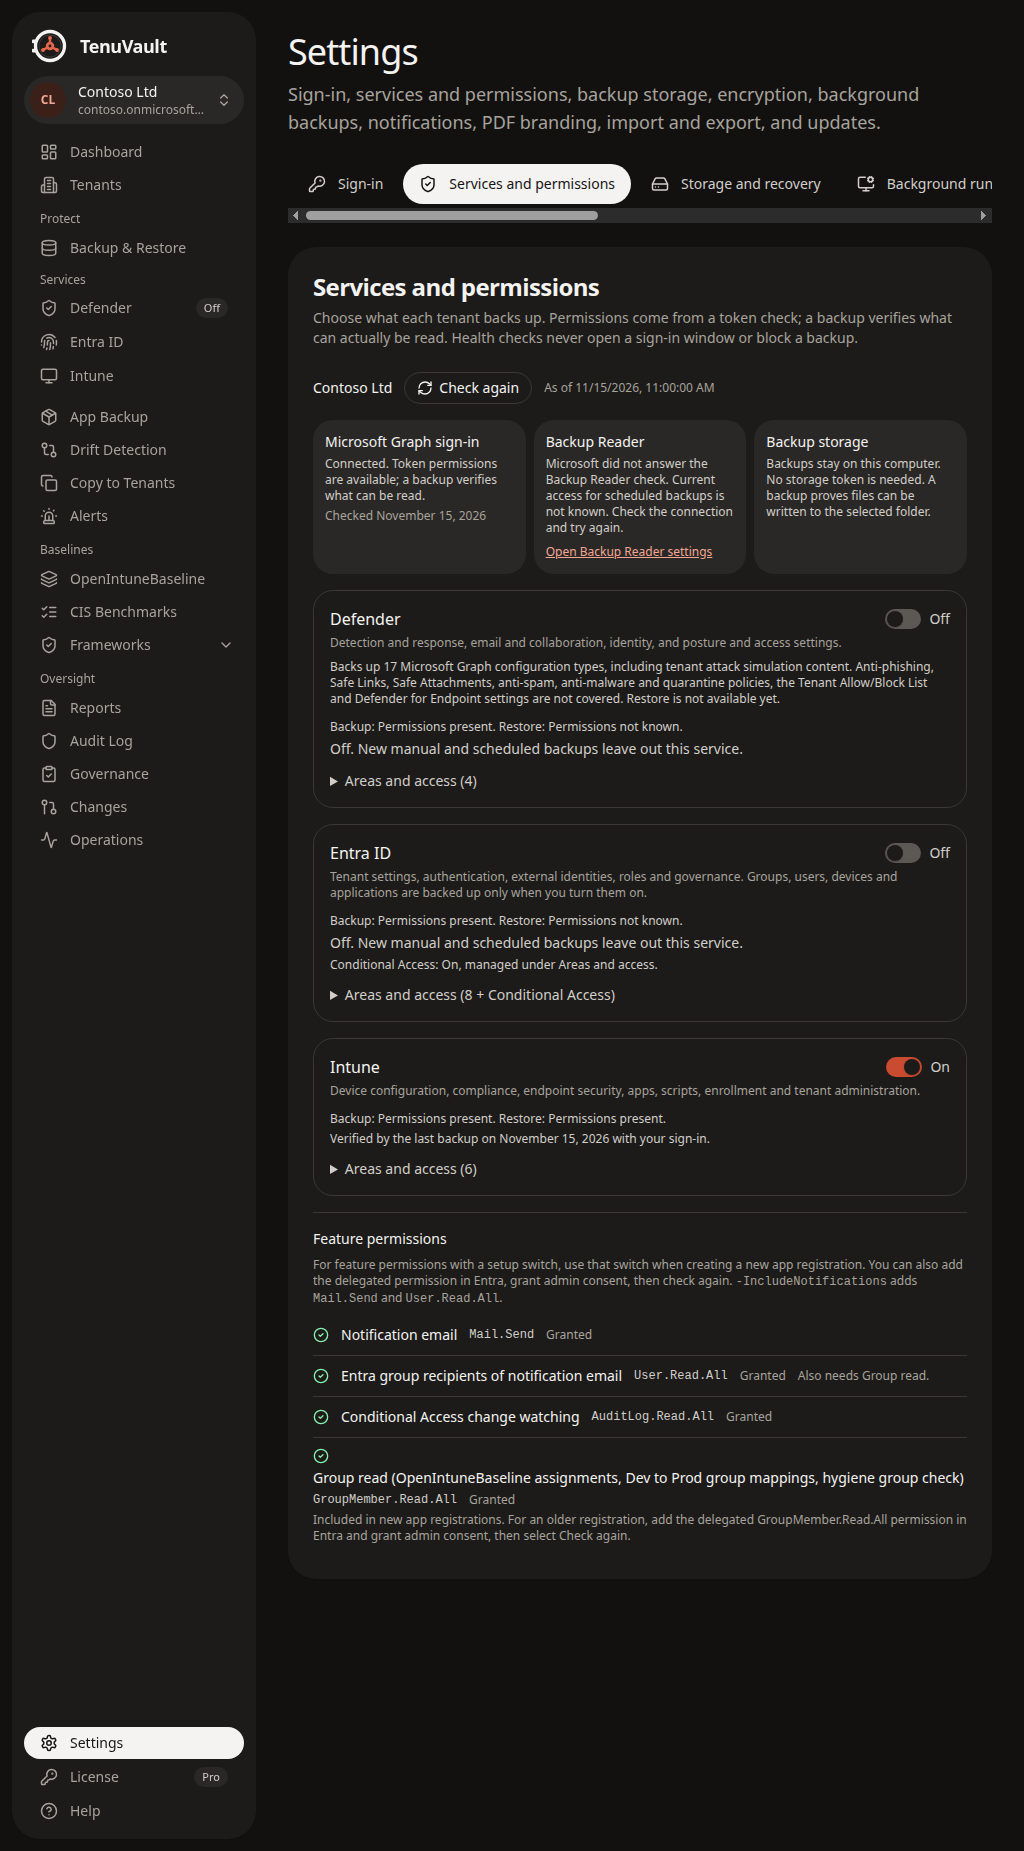 TenuVault
CL
Contoso Ltd
contoso.onmicrosoft...
Dashboard
Tenants
Protect
Backup & Restore
Services
Defender
Off
Entra ID
Intune
App Backup
Drift Detection
Copy to Tenants
Alerts
Baselines
OpenIntuneBaseline
CIS Benchmarks
Frameworks
Oversight
Reports
Audit Log
Governance
Changes
Operations
Settings
License
Pro
Help
Settings
Sign-in, services and permissions, backup storage, encryption, background
backups, notifications, PDF branding, import and export, and updates.
Sign-in
Services and permissions
Storage and recovery
Background run
Services and permissions
Choose what each tenant backs up. Permissions come from a token check; a backup verifies what
can actually be read. Health checks never open a sign-in window or block a backup.
Contoso Ltd
Check again
As of 11/15/2026, 11:00:00 AM
Microsoft Graph sign-in
Connected. Token permissions
are available; a backup verifies
what can be read.
Checked November 15, 2026
Backup Reader
Microsoft did not answer the
Backup Reader check. Current
access for scheduled backups is
not known. Check the connection
and try again.
Open Backup Reader settings
Backup storage
Backups stay on this computer.
No storage token is needed. A
backup proves files can be
written to the selected folder.
Defender
Off
Detection and response, email and collaboration, identity, and posture and access settings.
Backs up 17 Microsoft Graph configuration types, including tenant attack simulation content. Anti-phishing,
Safe Links, Safe Attachments, anti-spam, anti-malware and quarantine policies, the Tenant Allow/Block List
and Defender for Endpoint settings are not covered. Restore is not available yet.
Backup: Permissions present. Restore: Permissions not known.
Off. New manual and scheduled backups leave out this service.
Areas and access (4)
Entra ID
Off
Tenant settings, authentication, external identities, roles and governance. Groups, users, devices and
applications are backed up only when you turn them on.
Backup: Permissions present. Restore: Permissions not known.
Off. New manual and scheduled backups leave out this service.
Conditional Access: On, managed under Areas and access.
Areas and access (8 + Conditional Access)
Intune
On
Device configuration, compliance, endpoint security, apps, scripts, enrollment and tenant administration.
Backup: Permissions present. Restore: Permissions present.
Verified by the last backup on November 15, 2026 with your sign-in.
Areas and access (6)
Feature permissions
For feature permissions with a setup switch, use that switch when creating a new app registration. You can also add
the delegated permission in Entra, grant admin consent, then check again. -IncludeNotifications adds
Mail.Send and User.Read.All.
Notification email Mail.Send Granted
Entra group recipients of notification email User.Read.All Granted Also needs Group read.
Conditional Access change watching AuditLog.Read.All Granted
Group read (OpenIntuneBaseline assignments, Dev to Prod group mappings, hygiene group check)
GroupMember.Read.All Granted
Included in new app registrations. For an older registration, add the delegated GroupMember.Read.All permission in
Entra and grant admin consent, then select Check again.